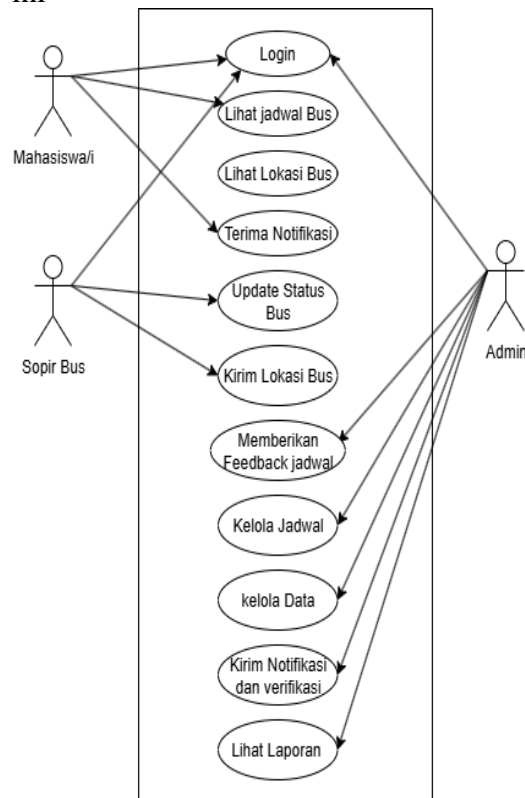 Login
Lihat jadwal Bus
Mahasiswa/i
Lihat Lokasi Bus
Terima Notifikasi
Update Status
Bus
Sopir Bus
Admin
Kirim Lokasi Bus
Memberikan
Feedback jadwal
Kelola Jadwal
kelola Data
Kirim Notifikasi
dan verifikasi
Lihat Laporan